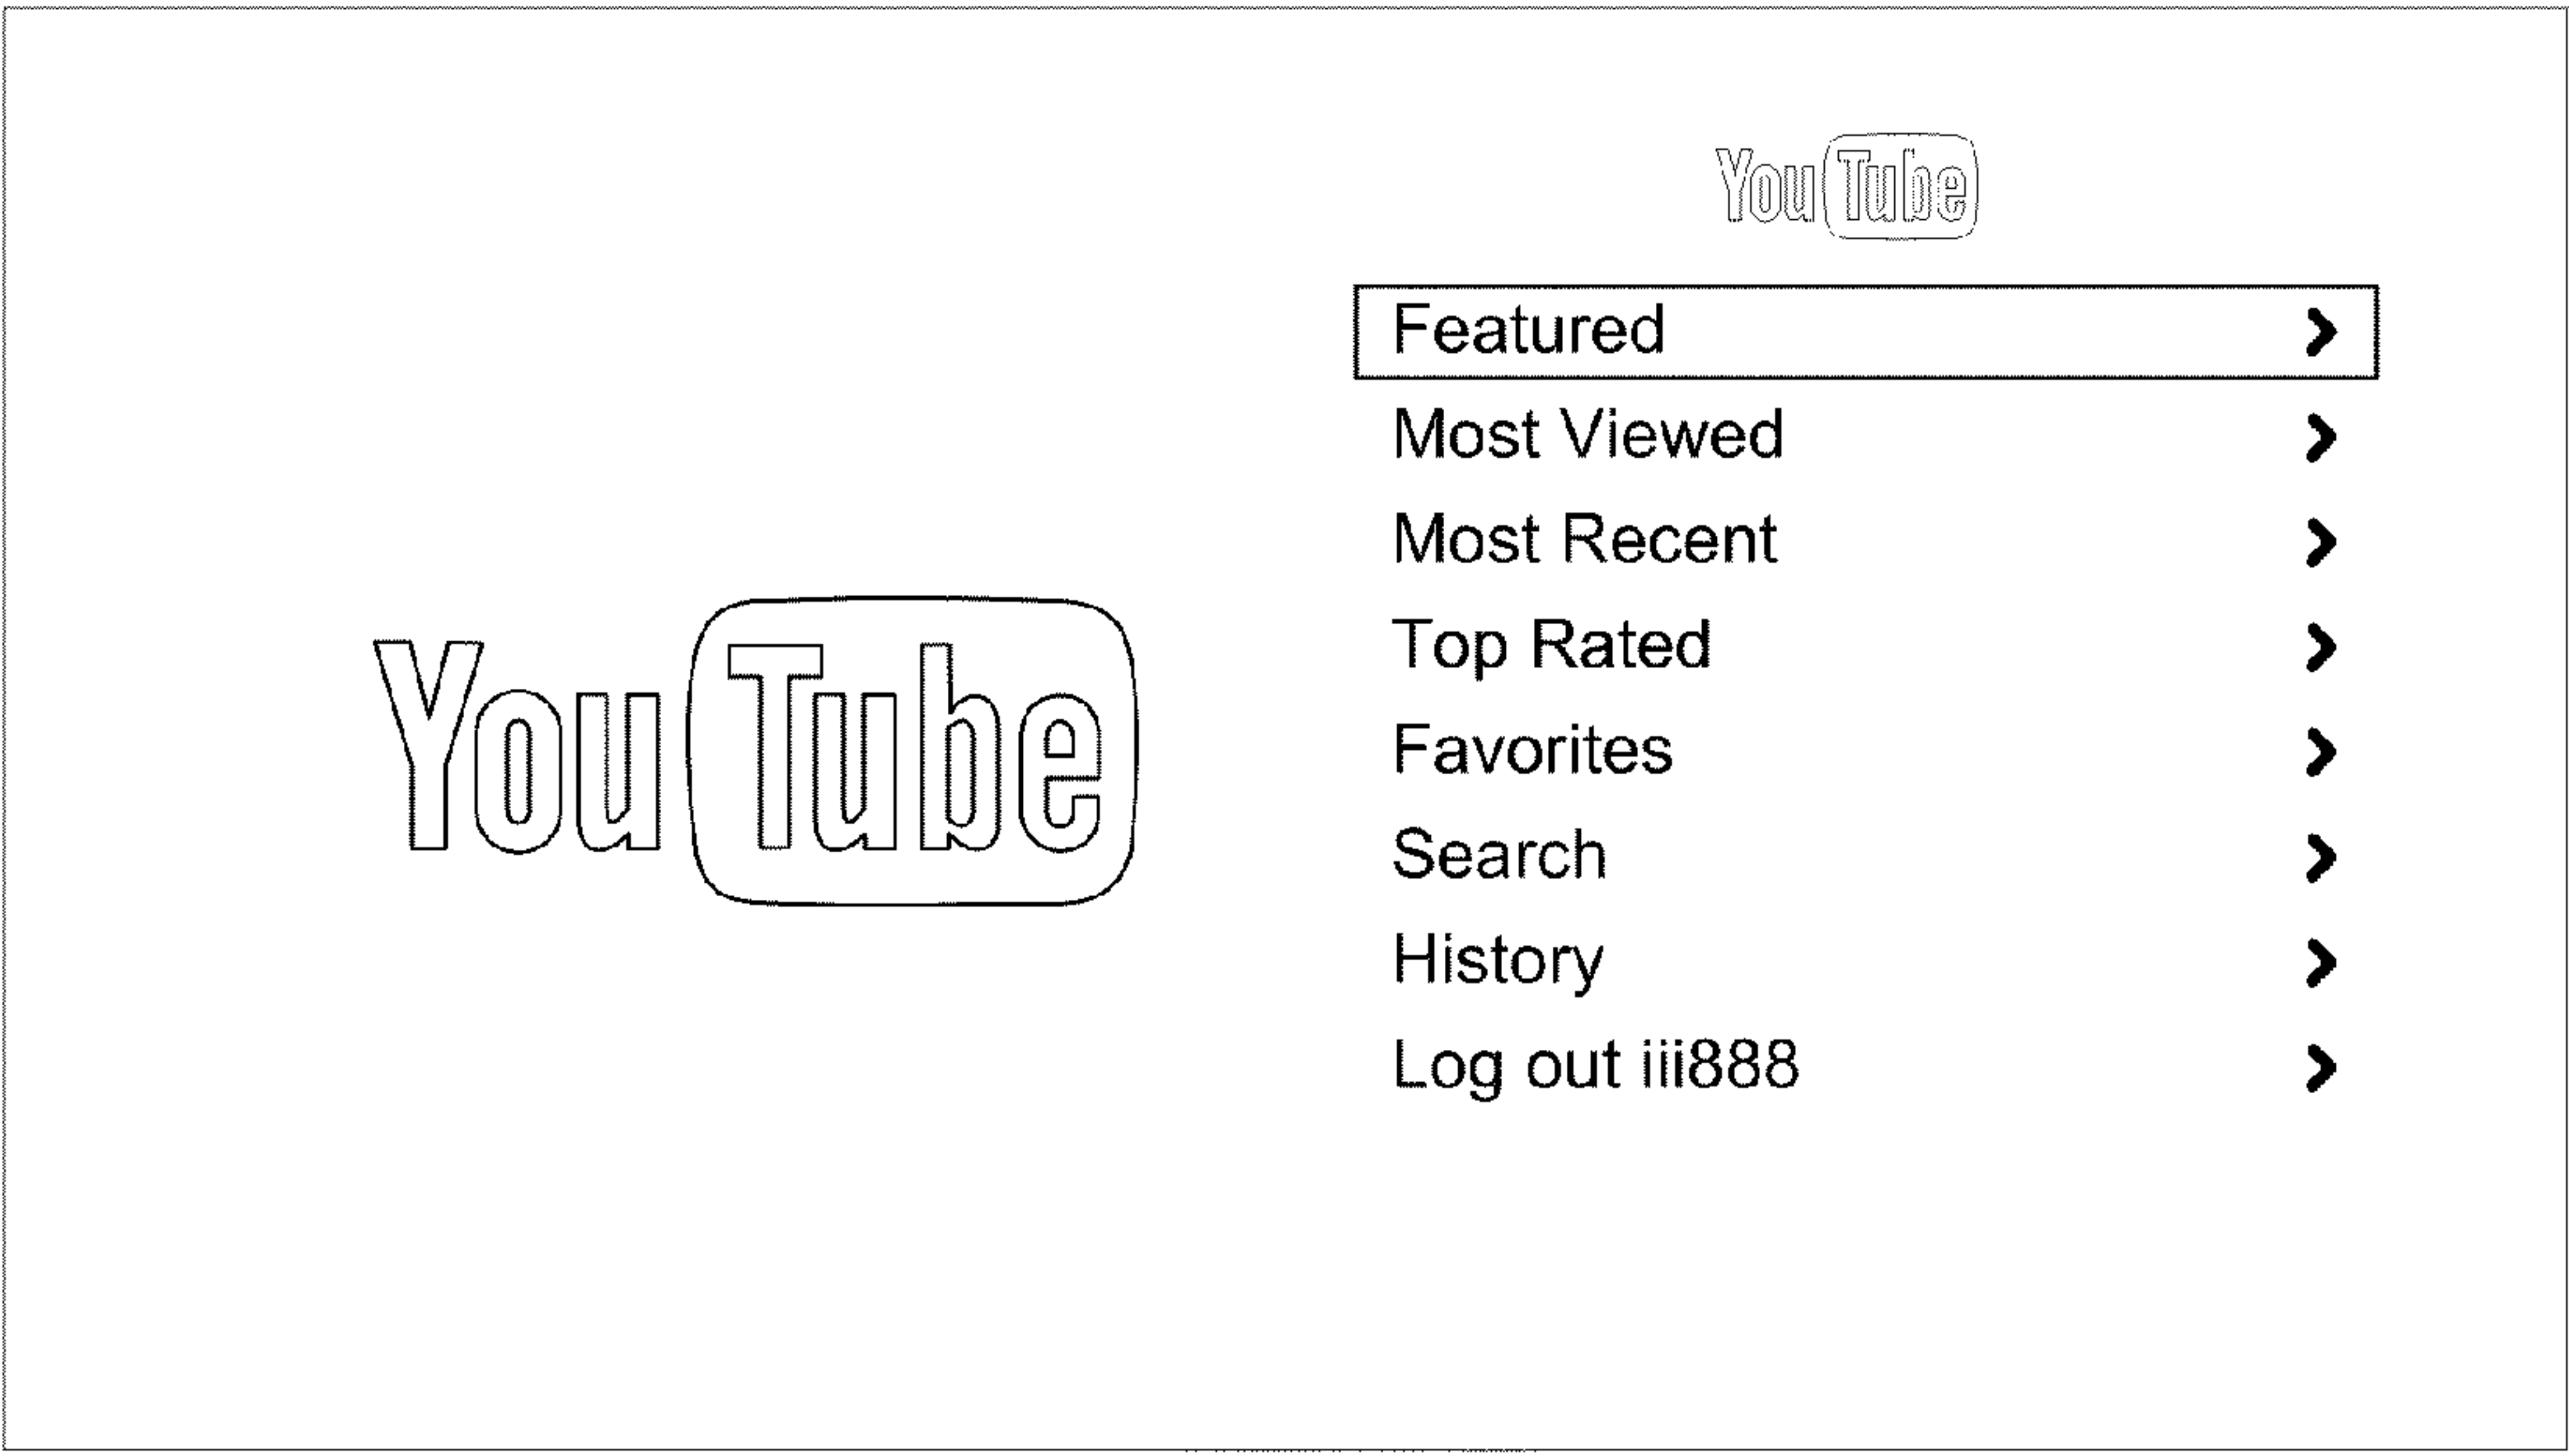 YouTube
YouTube
Featured
Most Viewed
Most Recent
Top Rated
Favorites
Search
History
Log out iii888